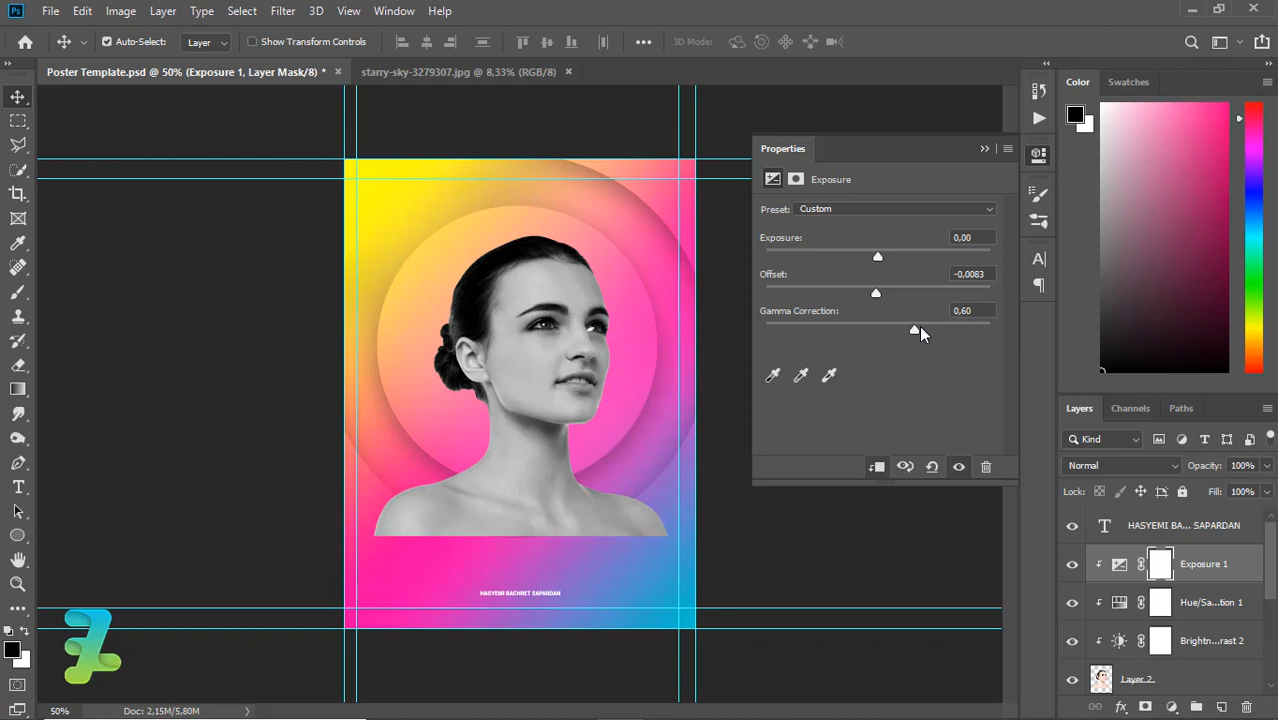 File Edit Image Layer Type Select Filter 3D View Window Help
Auto-Select: Layer Show Transform Controls 3D Mode:
Poster Template.psd @ 50% (Exposure 1, Layer Mask/8) * starry-sky-3279307.jpg @ 8,33% (RGB/8)
Color Swatches
Properties
Exposure
Preset: Custom
Exposure: 0,00
Offset: -0,0083
Gamma Correction: 0,60
HASYEMI BACHRET SAPARDAN
Layers Channels Paths
Kind
Normal Opacity: 100%
Lock: Fill: 100%
HASYEMI BA... SAPARDAN
Exposure 1
Hue/Sa...tion 1
Brightn...rast 2
Layer 2
50% Doc: 2,15M/5,80M